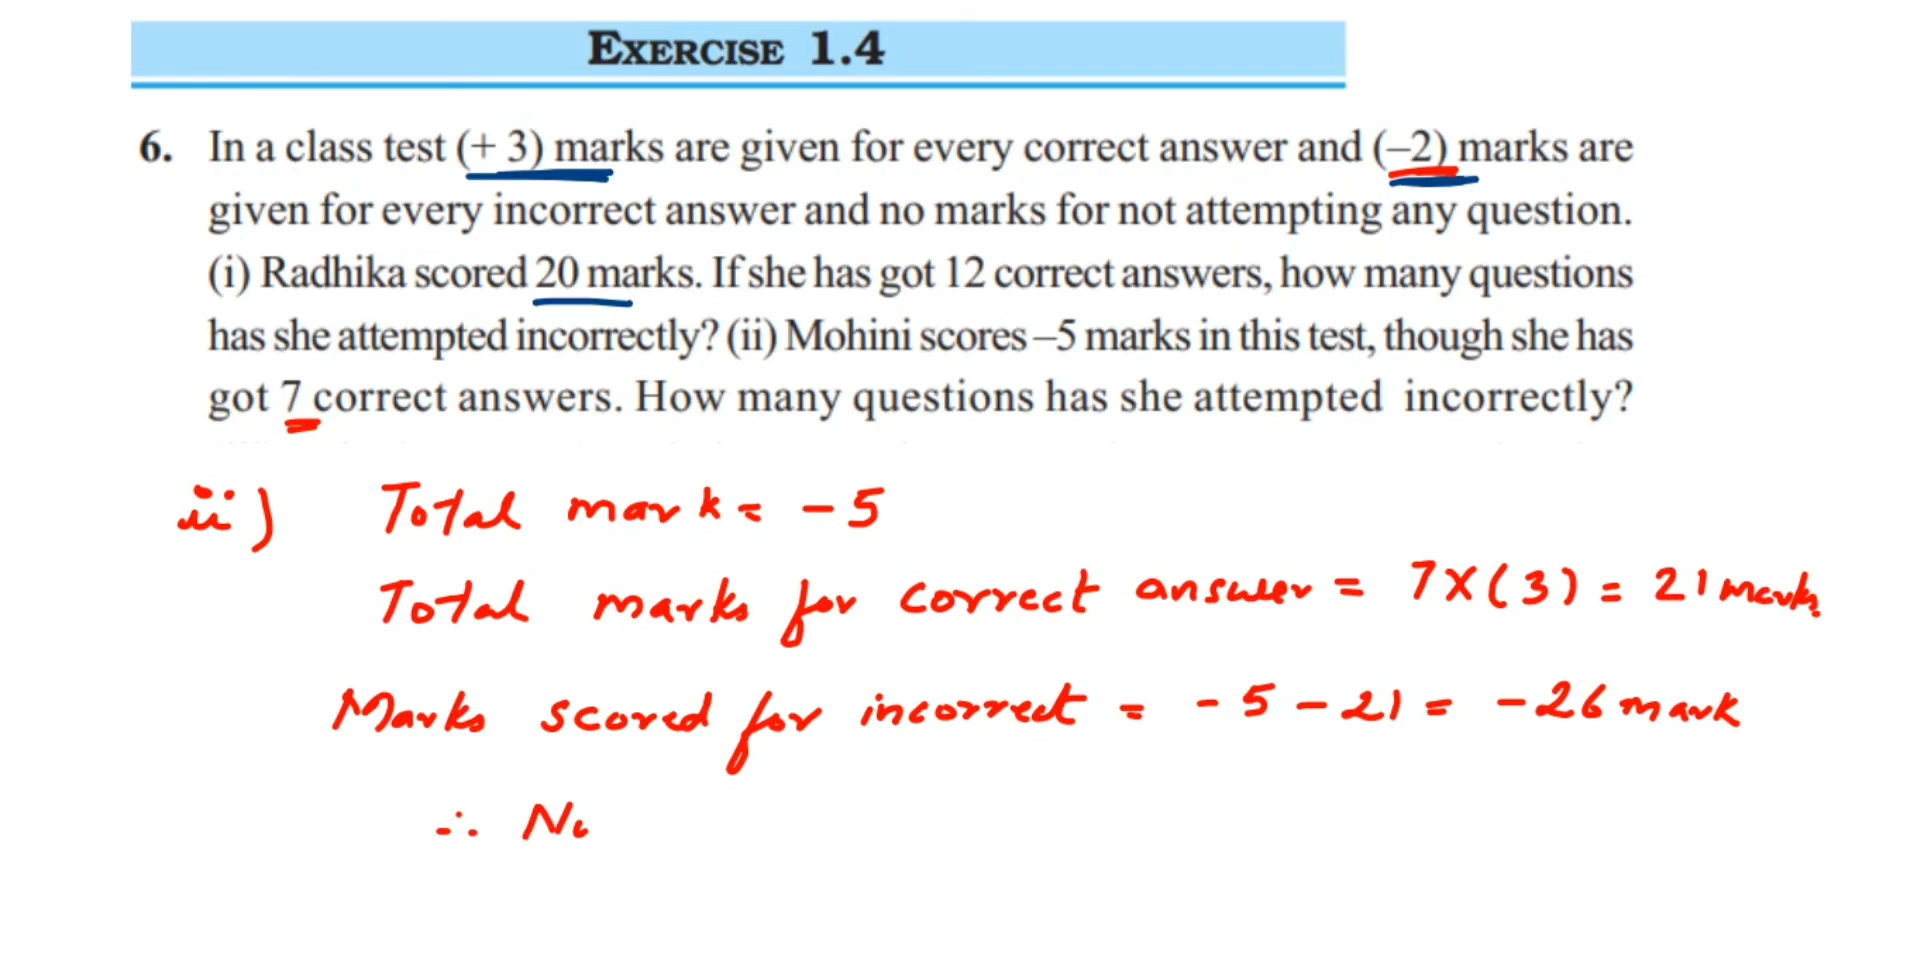 EXERCISE 1.4
6. In a class test (+ 3) marks are given for every correct answer and (–2) marks are
given for every incorrect answer and no marks for not attempting any question.
(i) Radhika scored 20 marks. If she has got 12 correct answers, how many questions
has she attempted incorrectly? (ii) Mohini scores –5 marks in this test, though she has
got 7 correct answers. How many questions has she attempted incorrectly?
ii) Total mark = - 5
Total marks for correct answer = 7 X (3) = 21 marks
Marks scored for incorrect = - 5 - 21 = - 26 mark
∴ No